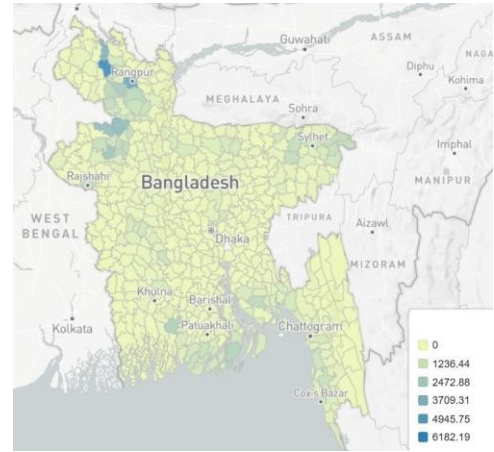 Guwahati
ASSAM
NAGA
Diphu
Kohima
Rangpur
MEGHALAYA
Sohra
Sylhet
Imphal
Rajshahi
Bangladesh
MANIPUR
WEST
BENGAL
TRIPURA
Aizawl
Dhaka
MIZORAM
Khulna
Barishal
Kolkata
Patuakhali
Chattogram
Cox's Bazar
0
1236.44
2472.88
3709.31
4945.75
6182.19